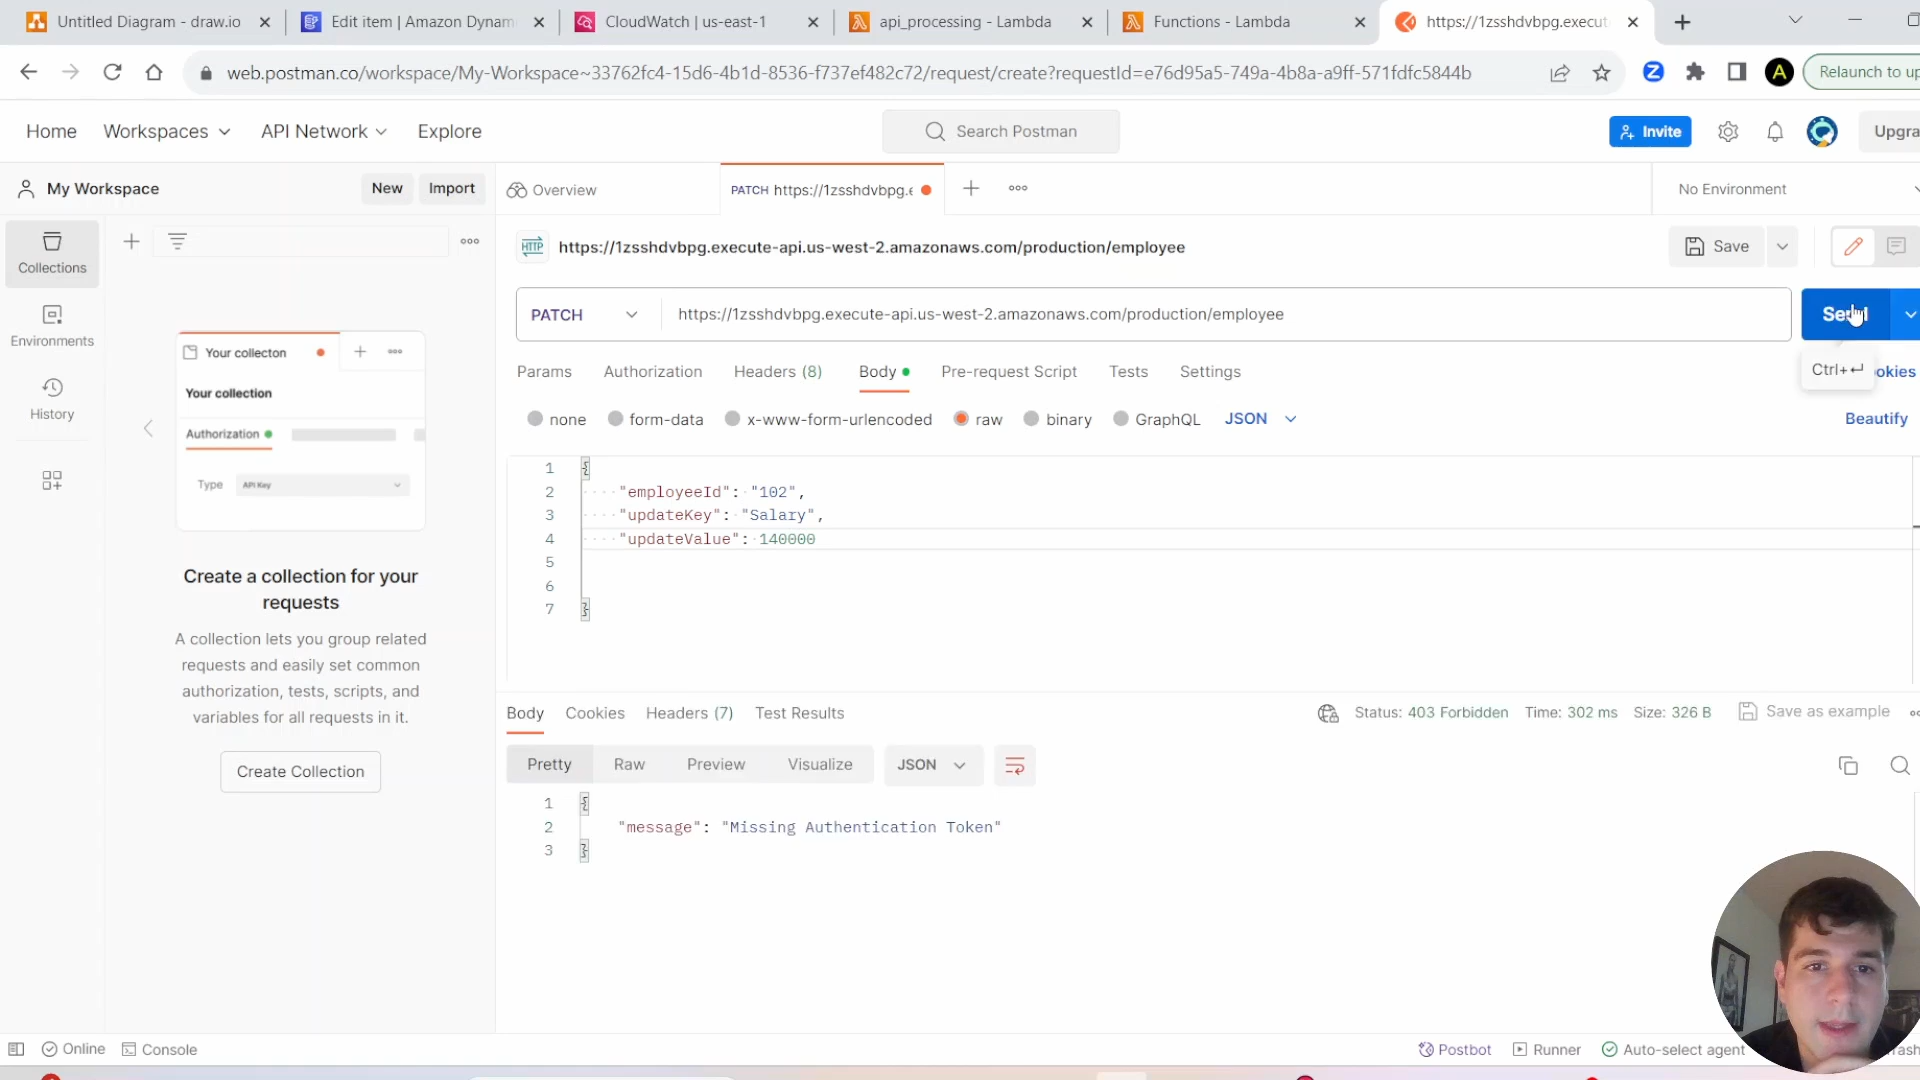 Untitled Diagram - draw.io
Edit item | Amazon Dynam
CloudWatch | us-east-1
api_processing - Lambda
Functions - Lambda
https://1zsshdvbpg.execut
web.postman.co/workspace/My-Workspace~33762fc4-15d6-4b1d-8536-f737ef482c72/request/create?requestId=e76d95a5-749a-4b8a-a9ff-571fdfc5844b
Z
A
Relaunch to up
Home
Workspaces
API Network
Explore
Search Postman
Invite
Upgra
My Workspace
New
Import
Overview
PATCH https://1zsshdvbpg.e
No Environment
Collections
HTTP
https://1zsshdvbpg.execute-api.us-west-2.amazonaws.com/production/employee
Save
Environments
PATCH
https://1zsshdvbpg.execute-api.us-west-2.amazonaws.com/production/employee
Send
Ctrl+↵
ookies
History
Your collecton
Your collection
Authorization
Type
API Key
Params
Authorization
Headers (8)
Body
Pre-request Script
Tests
Settings
none
form-data
x-www-form-urlencoded
raw
binary
GraphQL
JSON
Beautify
1 {
2 "employeeId": "102",
3 "updateKey": "Salary",
4 "updateValue": 140000
5
6
7 }
Create a collection for your
requests
A collection lets you group related
requests and easily set common
authorization, tests, scripts, and
variables for all requests in it.
Create Collection
Body
Cookies
Headers (7)
Test Results
Status: 403 Forbidden
Time: 302 ms
Size: 326 B
Save as example
Pretty
Raw
Preview
Visualize
JSON
1 {
2 "message": "Missing Authentication Token"
3 }
Online
Console
Postbot
Runner
Auto-select agent
rash